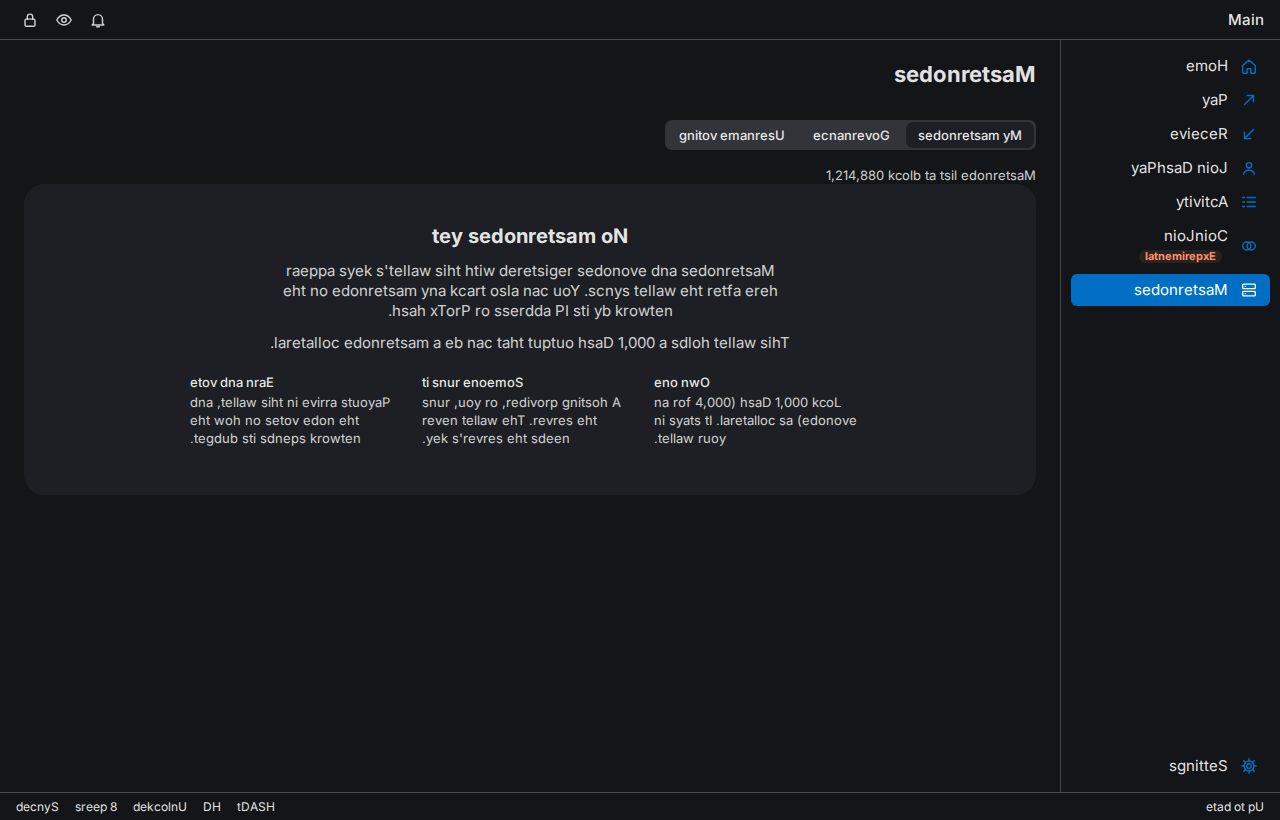 Main
emoH
yaP
evieceR
yaPhsaD nioJ
ytivitcA
nioJnioC
latnemirepxE
sedonretsaM
sgnitteS
sedonretsaM
sedonretsam yM
ecnanrevoG
gnitov emanresU
1,214,880 kcolb ta tsil edonretsaM
tey sedonretsam oN
raeppa syek s'tellaw siht htiw deretsiger sedonove dna sedonretsaM
eht no edonretsam yna kcart osla nac uoY .scnys tellaw eht retfa ereh
.hsah xTorP ro sserdda PI sti yb krowten
.laretalloc edonretsam a eb nac taht tuptuo hsaD 1,000 a sdloh tellaw sihT
eno nwO
na rof 4,000) hsaD 1,000 kcoL
ni syats tI .laretalloc sa (edonove
.tellaw ruoy
ti snur enoemoS
snur ,uoy ro ,redivorp gnitsoh A
reven tellaw ehT .revres eht
.yek s'revres eht sdeen
etov dna nraE
dna ,tellaw siht ni evirra stuoyaP
eht woh no setov edon eht
.tegdub sti sdneps krowten
decnyS
sreep 8
dekcolnU
DH
tDASH
etad ot pU